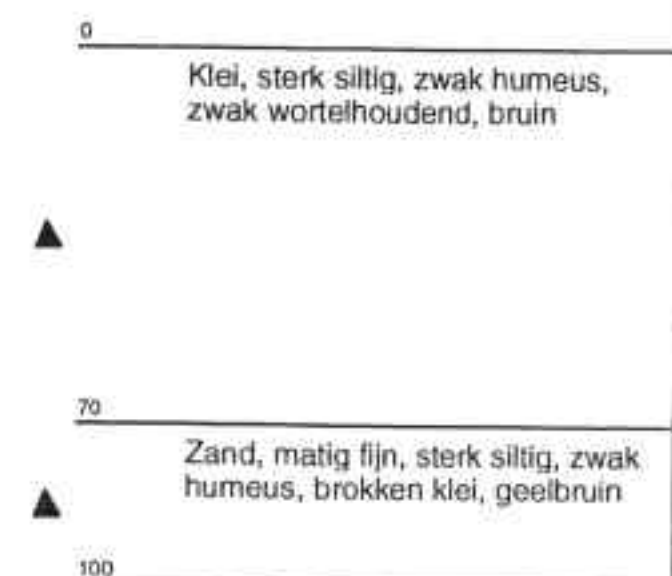 0
Klei, sterk siltig, zwak humeus,
zwak wortelhoudend, bruin
70
Zand, matig fijn, sterk siltig, zwak
humeus, brokken klei, geelbruin
100